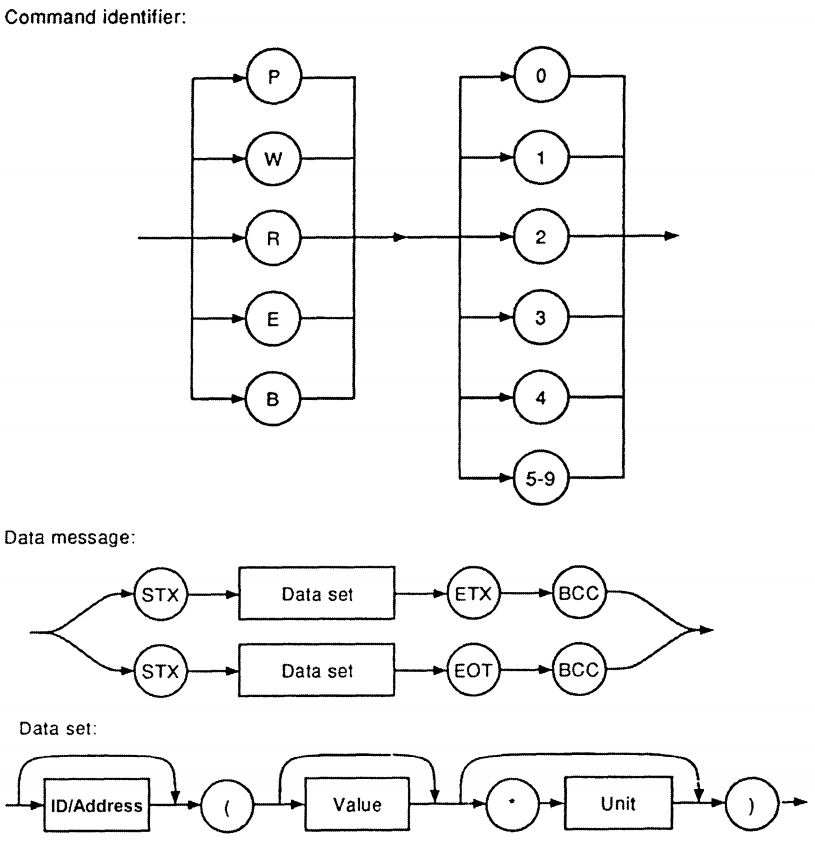 Command identifier:
P 0
W 1
R 2
E 3
B 4
5-9
Data message:
STX Data set ETX BCC
STX Data set EOT BCC
Data set:
ID/Address ( Value * Unit )